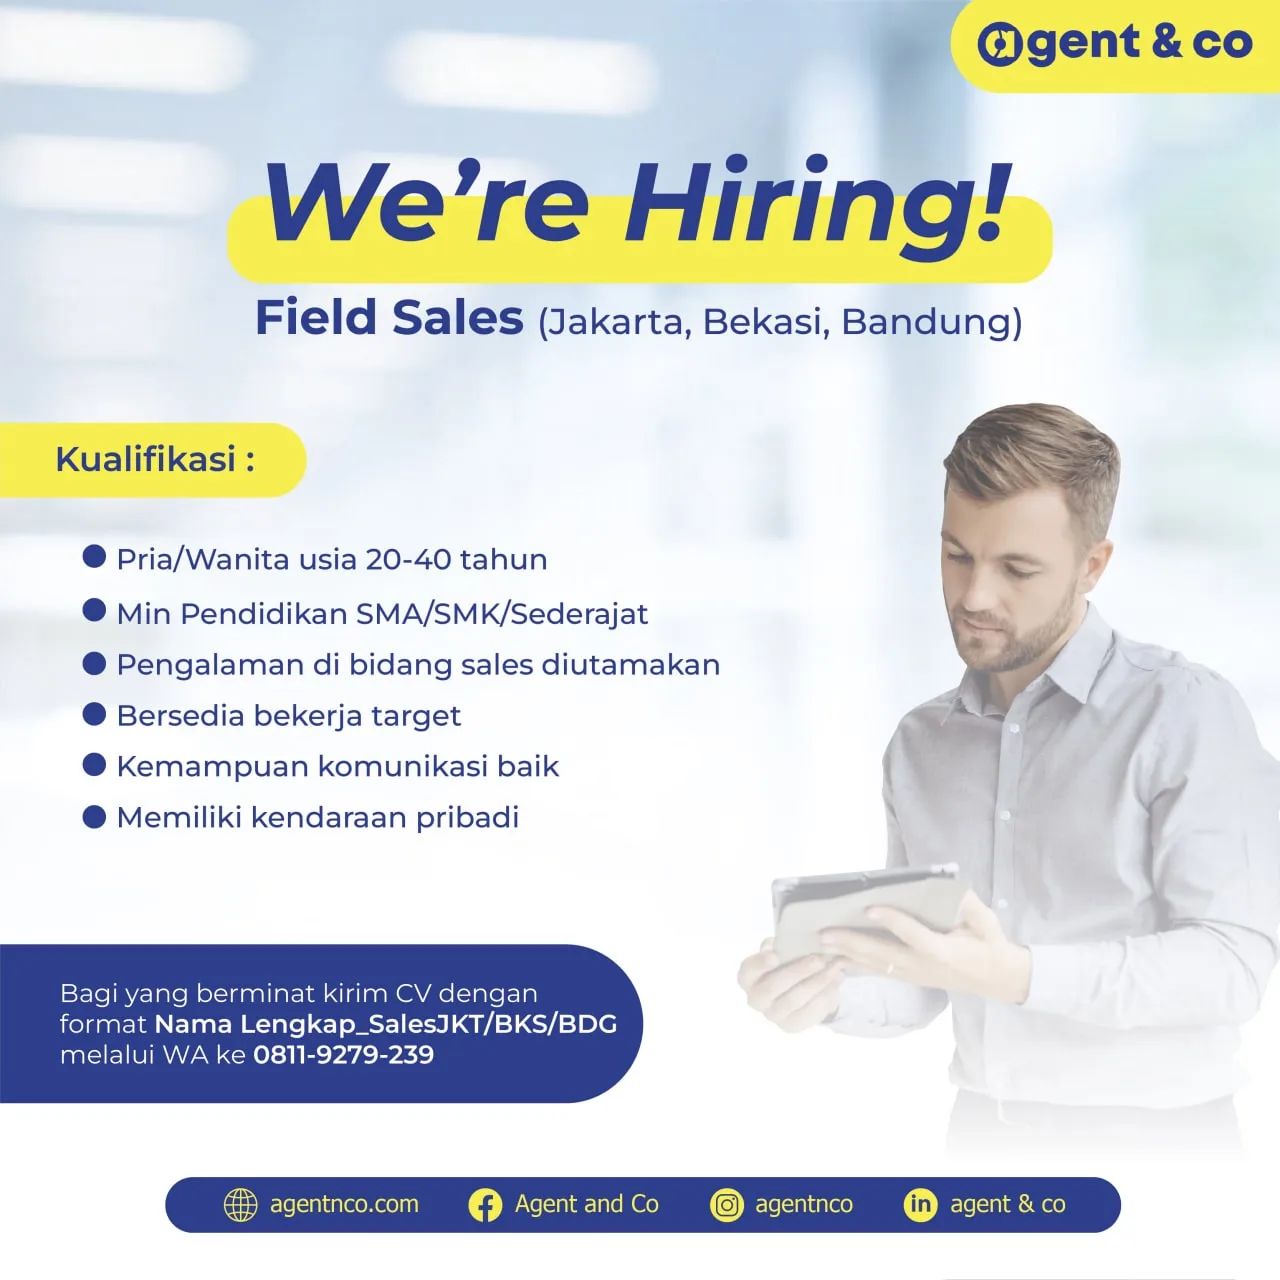 agent & co
We're Hiring!
Field Sales (Jakarta, Bekasi, Bandung)
Kualifikasi :
Pria/Wanita usia 20-40 tahun
Min Pendidikan SMA/SMK/Sederajat
Pengalaman di bidang sales diutamakan
Bersedia bekerja target
Kemampuan komunikasi baik
Memiliki kendaraan pribadi
Bagi yang berminat kirim CV dengan
format Nama Lengkap_SalesJKT/BKS/BDG
melalui WA ke 0811-9279-239
agentnco.com Agent and Co agentnco in agent & co